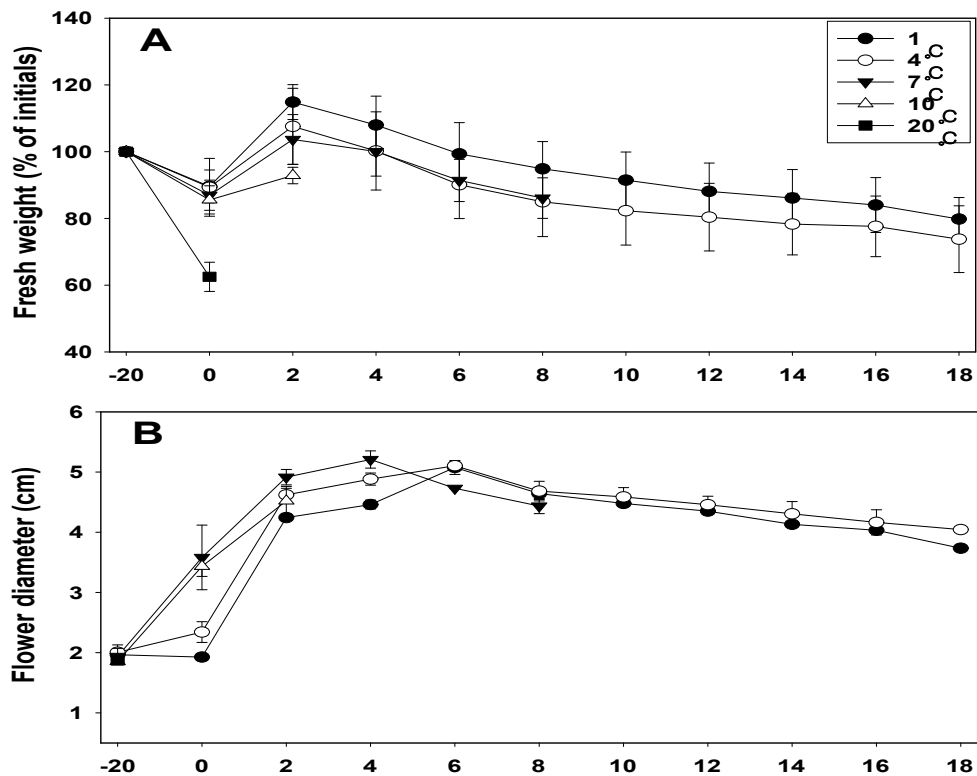 A
Fresh weight (% of initials)
140
120
100
80
60
40
-20 0 2 4 6 8 10 12 14 16 18
1 °C
4 °C
7 °C
10 °C
20 °C
B
Flower diameter (cm)
6
5
4
3
2
1
-20 0 2 4 6 8 10 12 14 16 18